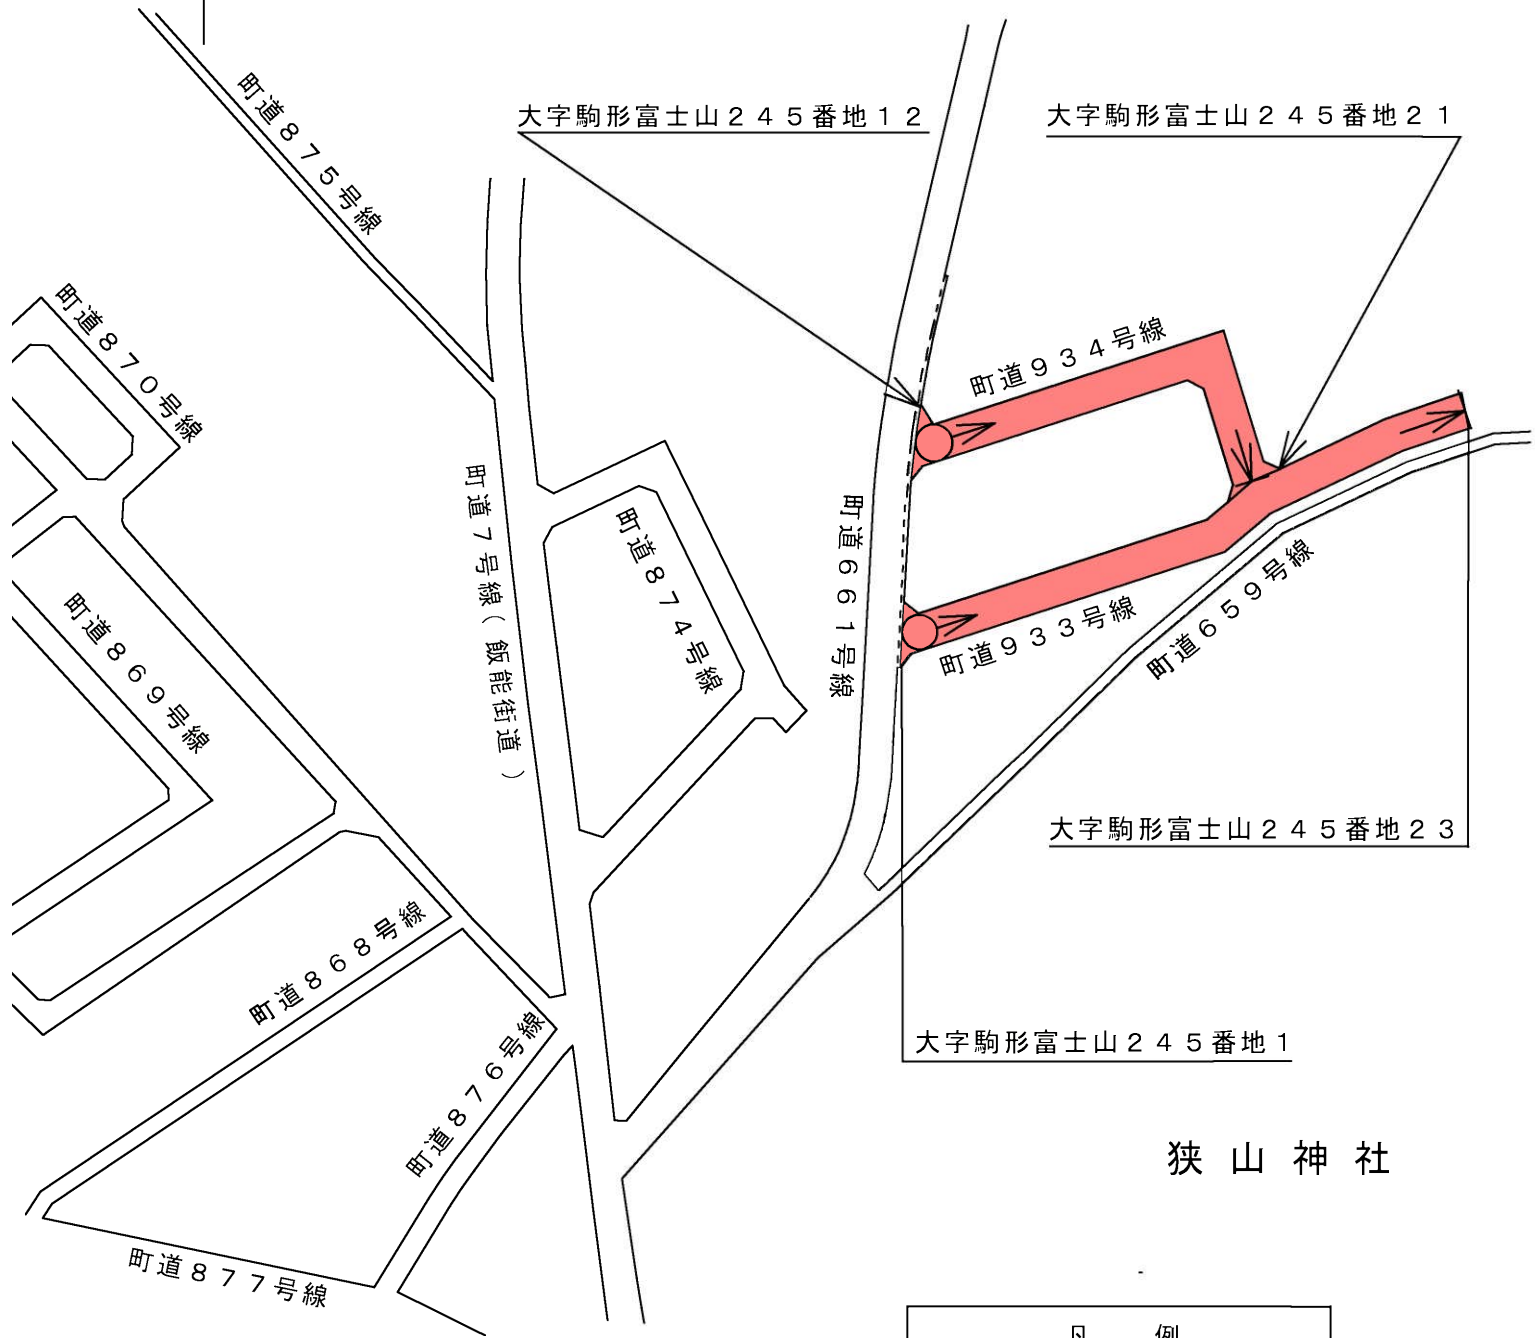 町道８７５号線
大字駒形富士山２４５番地１２
大字駒形富士山２４５番地２１
町道８７０号線
町道９３４号線
町道７号線（飯能街道）
町道８７４号線
町道６６１号線
町道８６９号線
町道９３３号線
町道６５９号線
大字駒形富士山２４５番地２３
町道８６８号線
町道８７６号線
大字駒形富士山２４５番地１
狭山神社
町道８７７号線
凡例